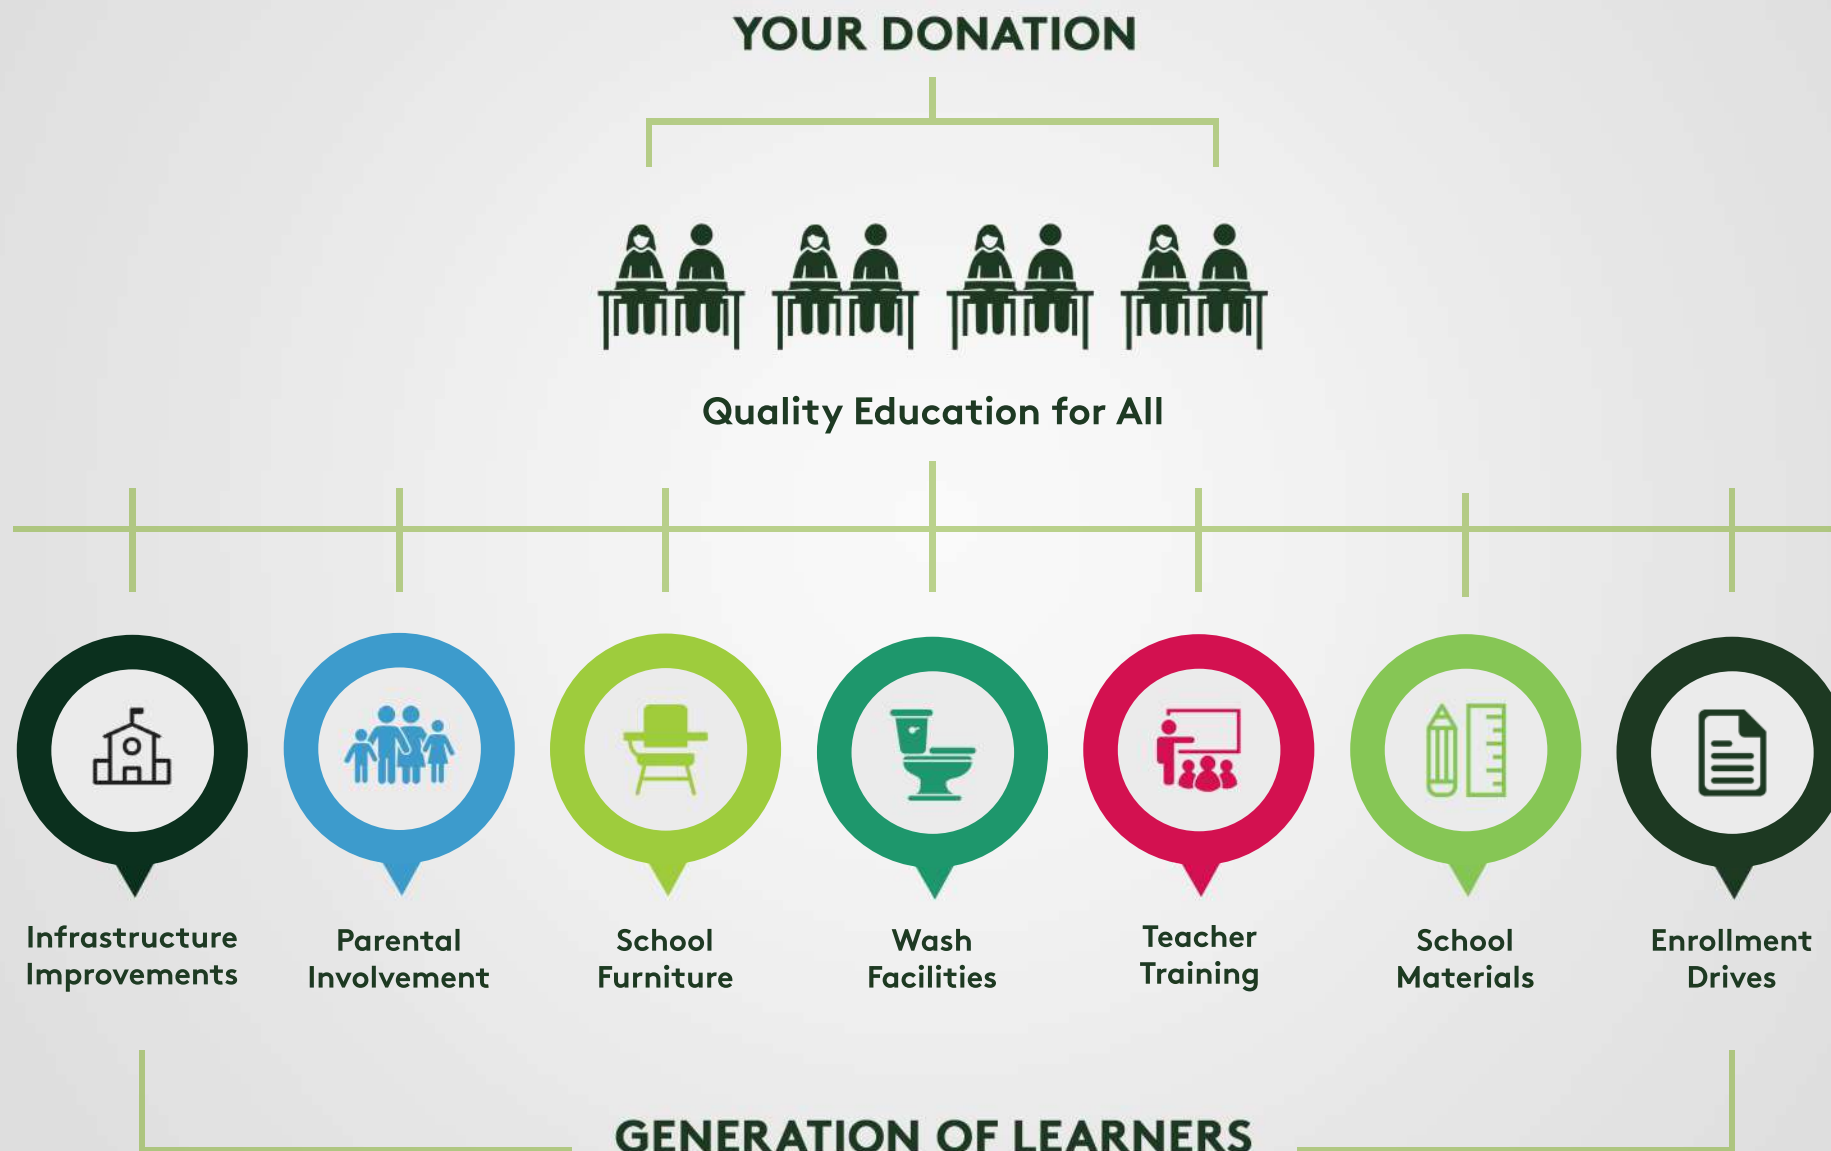 YOUR DONATION
Quality Education for All
Infrastructure
Improvements
Parental
Involvement
School
Furniture
Wash
Facilities
Teacher
Training
School
Materials
Enrollment
Drives
GENERATION OF LEARNERS